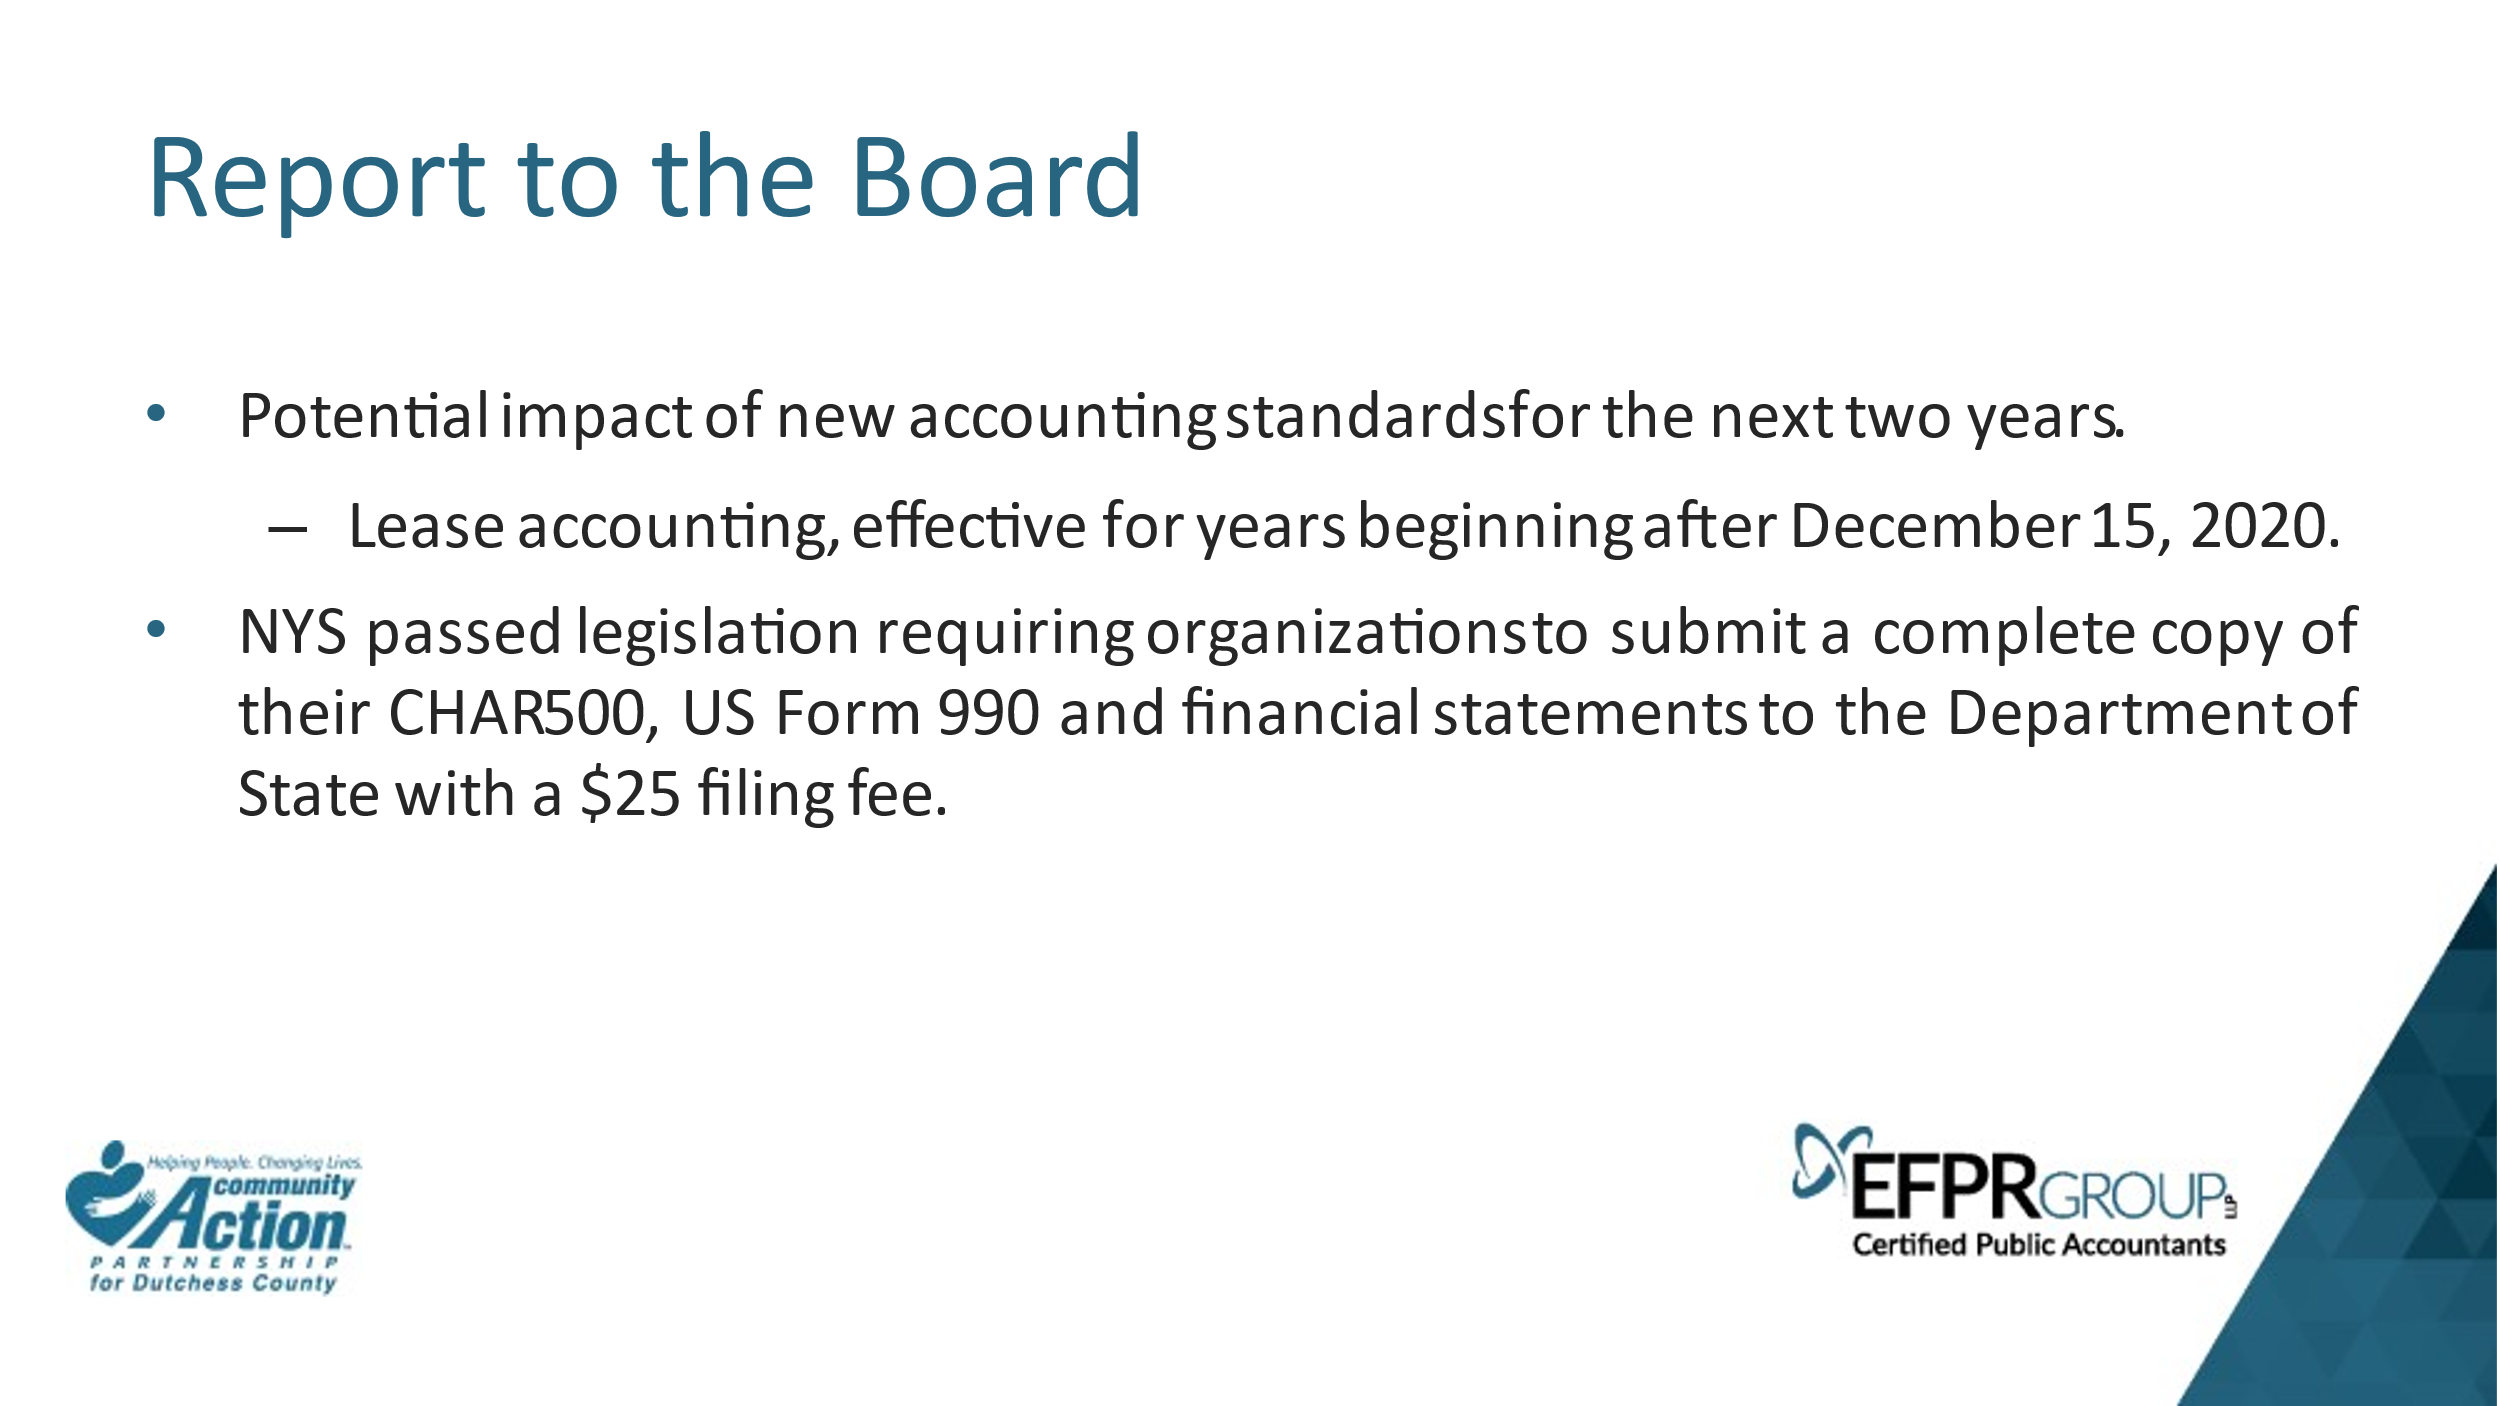 Report to the Board
• Potential impact of new accounting standards for the next two years.
– Lease accounting, effective for years beginning after December 15, 2020.
• NYS passed legislation requiring organizations to submit a complete copy of
their CHAR500, US Form 990 and financial statements to the Department of
State with a $25 filing fee.
Helping People. Changing Lives.
community
Action
PARTNERSHIP
for Dutchess County
EFPR GROUP LLP
Certified Public Accountants